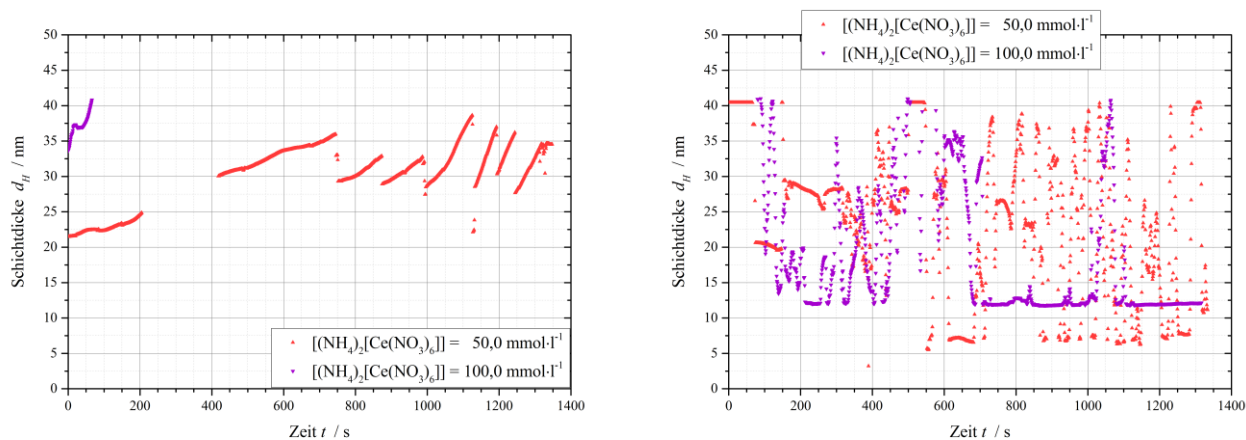 50
45
40
35
30
25
20
15
10
5
0
Schichtdicke d_H / nm
[(NH₄)₂[Ce(NO₃)₆]] = 50,0 mmol·l⁻¹
[(NH₄)₂[Ce(NO₃)₆]] = 100,0 mmol·l⁻¹
0 200 400 600 800 1000 1200 1400
Zeit t / s
[(NH₄)₂[Ce(NO₃)₆]] = 50,0 mmol·l⁻¹
[(NH₄)₂[Ce(NO₃)₆]] = 100,0 mmol·l⁻¹
50
45
40
35
30
25
20
15
10
5
0
Schichtdicke d_H / nm
0 200 400 600 800 1000 1200 1400
Zeit t / s